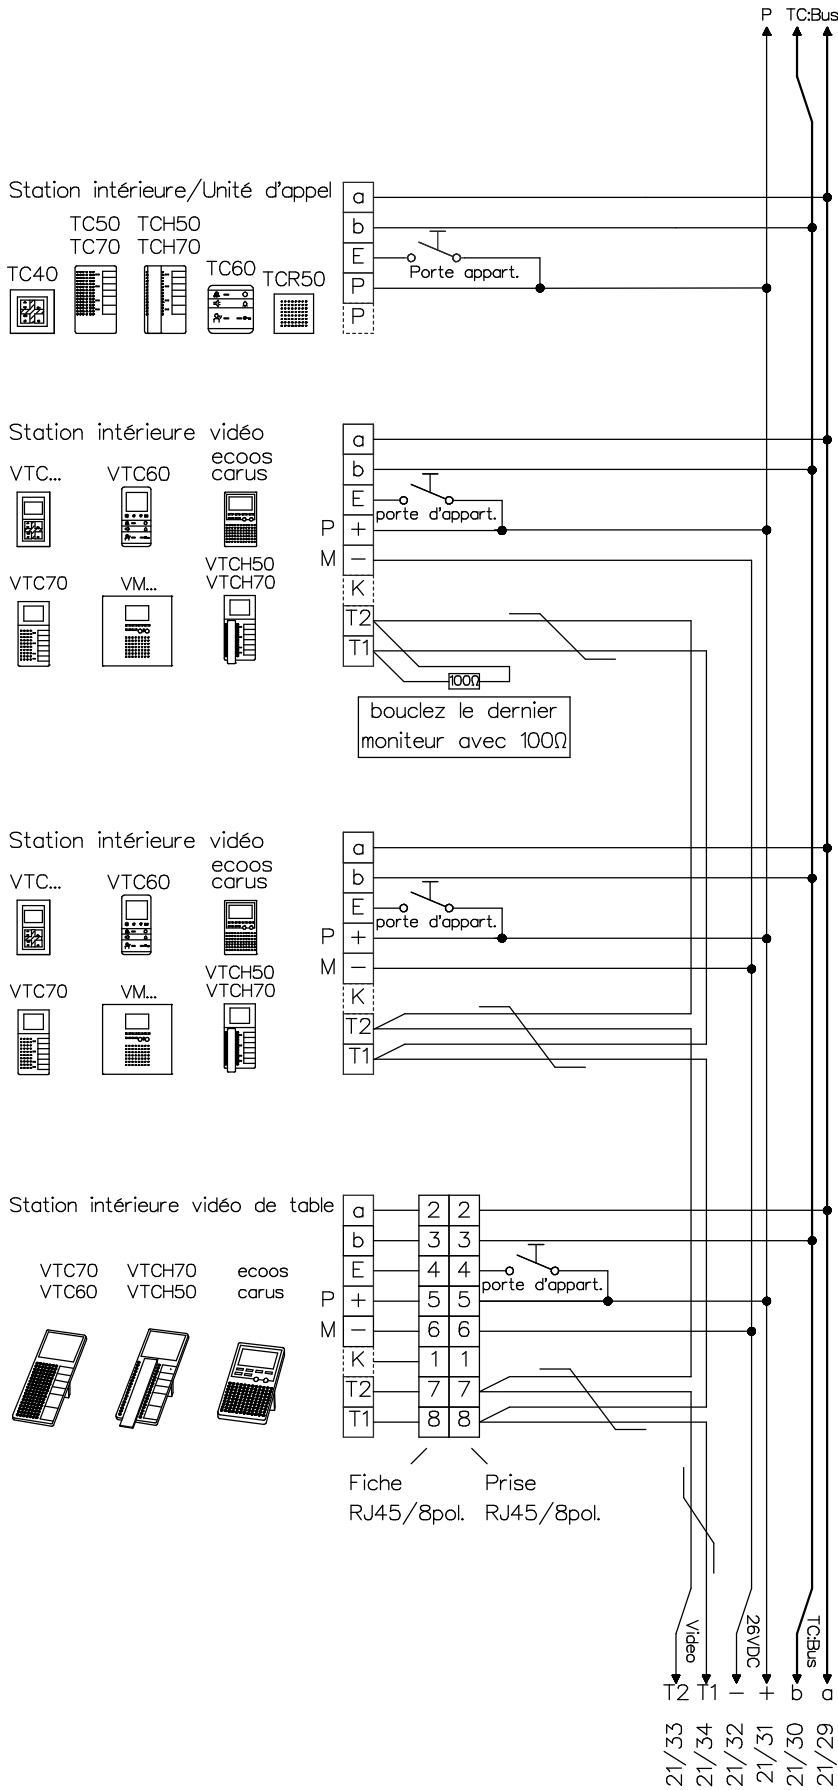 P TC:Bus
Station intérieure/Unité d'appel
TC50 TCH50
TC70 TCH70
TC40 TC60 TCR50
a
b
E
P
P
Porte appart.
Station intérieure vidéo
ecoos
VTC... VTC60 carus
VTCH50
VTC70 VM... VTCH70
a
b
E
porte d'appart.
P +
M -
K
T2
T1
100Ω
bouclez le dernier
moniteur avec 100Ω
Station intérieure vidéo
ecoos
VTC... VTC60 carus
VTCH50
VTC70 VM... VTCH70
a
b
E
porte d'appart.
P +
M -
K
T2
T1
Station intérieure vidéo de table
VTC70 VTCH70 ecoos
VTC60 VTCH50 carus
a 2 2
b 3 3
E 4 4
porte d'appart.
P + 5 5
M - 6 6
K 1 1
T2 7 7
T1 8 8
Fiche Prise
RJ45/8pol. RJ45/8pol.
Video 26VDC TC:Bus
T2 T1 - + b a
21/33 21/34 21/32 21/31 21/30 21/29